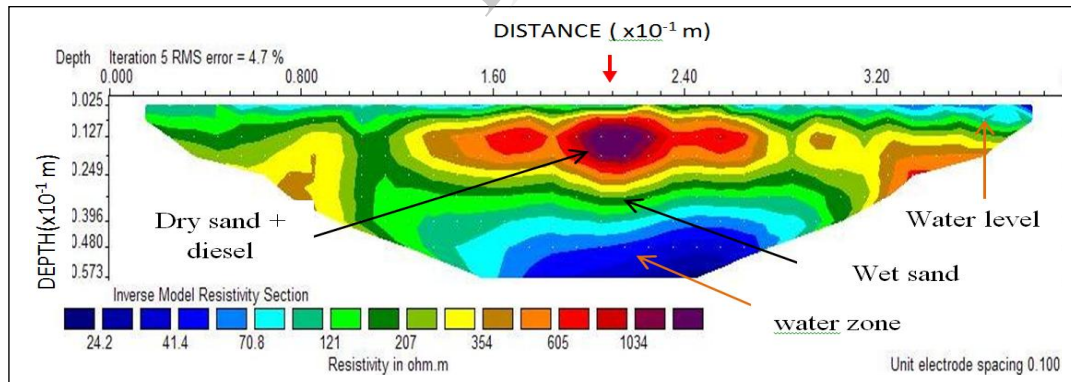 DISTANCE ( x10⁻¹ m)
Depth Iteration 5 RMS error = 4.7 %
0.000 0.800 1.60 2.40 3.20
DEPTH(x10⁻¹ m)
0.025
0.127
0.249
0.396
0.480
0.573
Dry sand +
diesel
Water level
Wet sand
water zone
Inverse Model Resistivity Section
24.2 41.4 70.8 121 207 354 605 1034
Resistivity in ohm.m
Unit electrode spacing 0.100